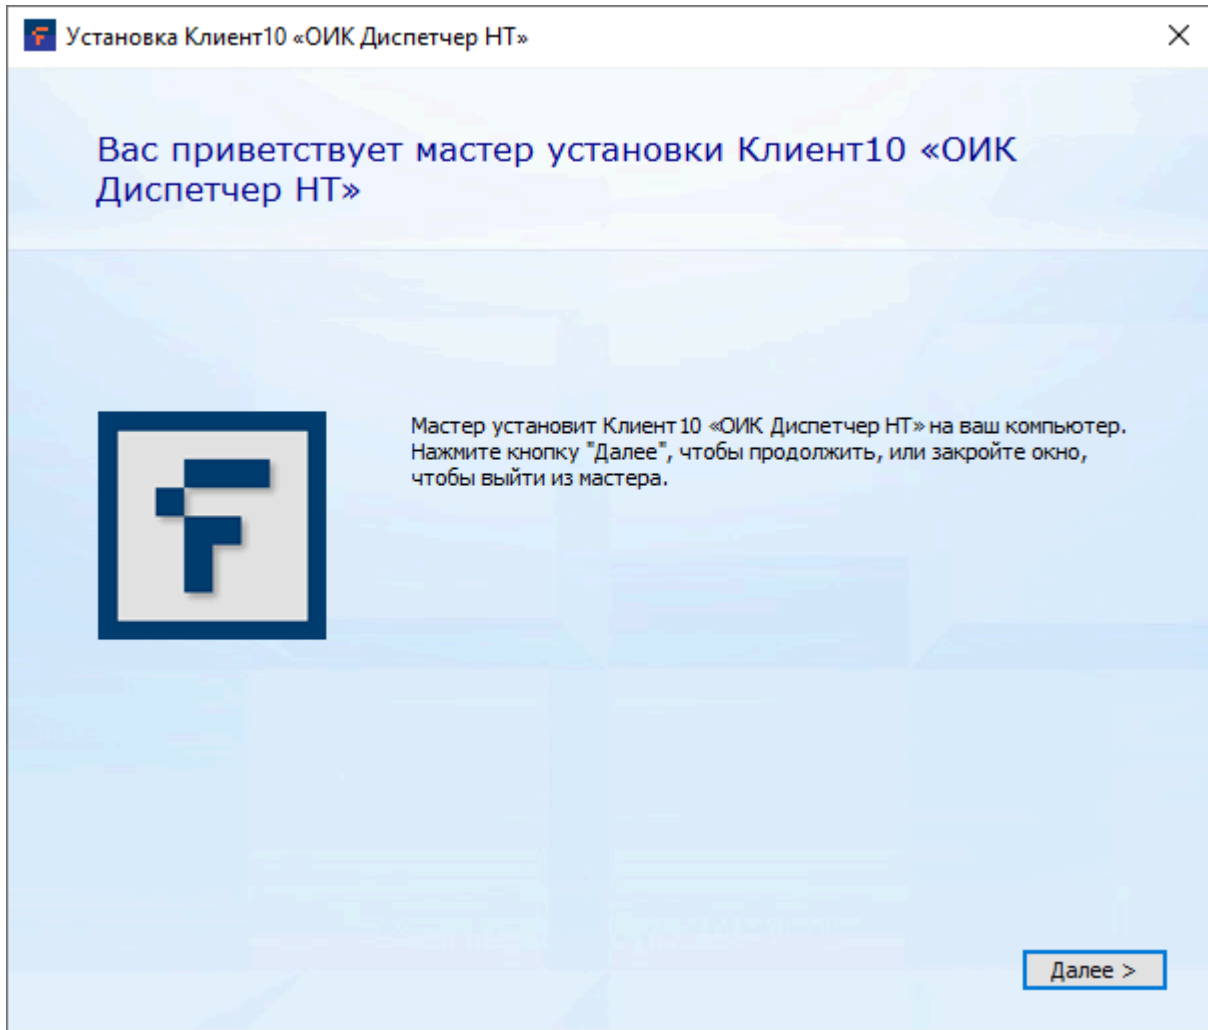 Установка Клиент10 «ОИК Диспетчер НТ»
Вас приветствует мастер установки Клиент10 «ОИК
Диспетчер НТ»
Мастер установит Клиент10 «ОИК Диспетчер НТ» на ваш компьютер.
Нажмите кнопку "Далее", чтобы продолжить, или закройте окно,
чтобы выйти из мастера.
Далее >